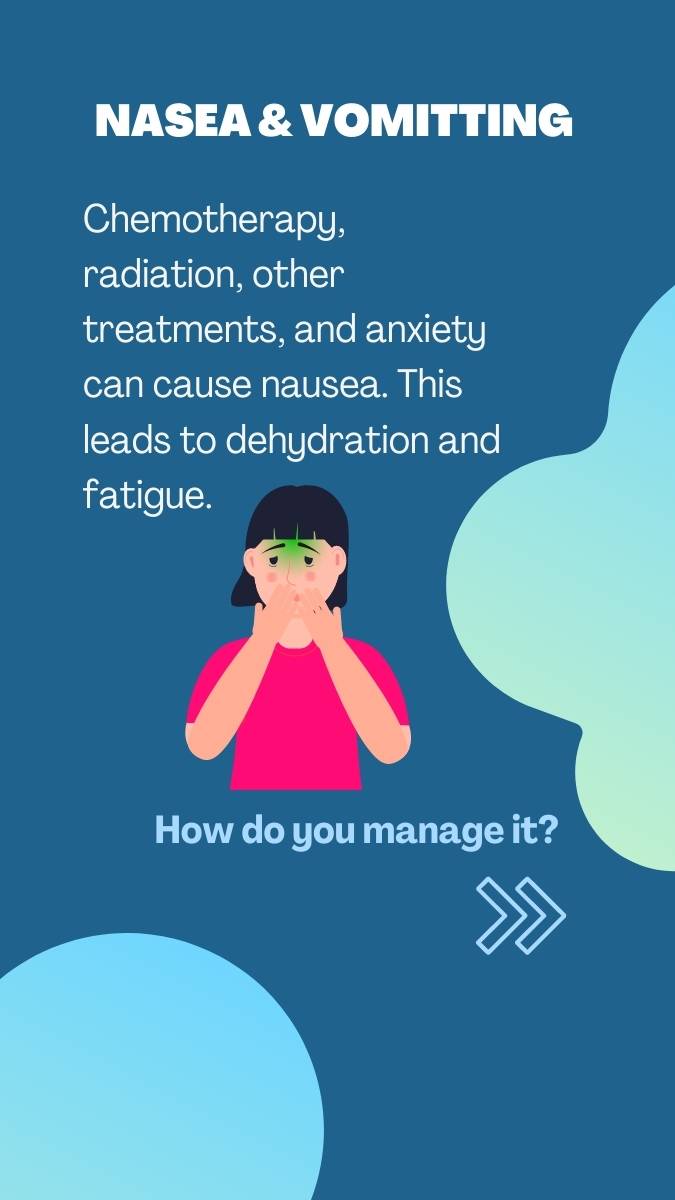 NASEA & VOMITTING
Chemotherapy,
radiation, other
treatments, and anxiety
can cause nausea. This
leads to dehydration and
fatigue.
How do you manage it?